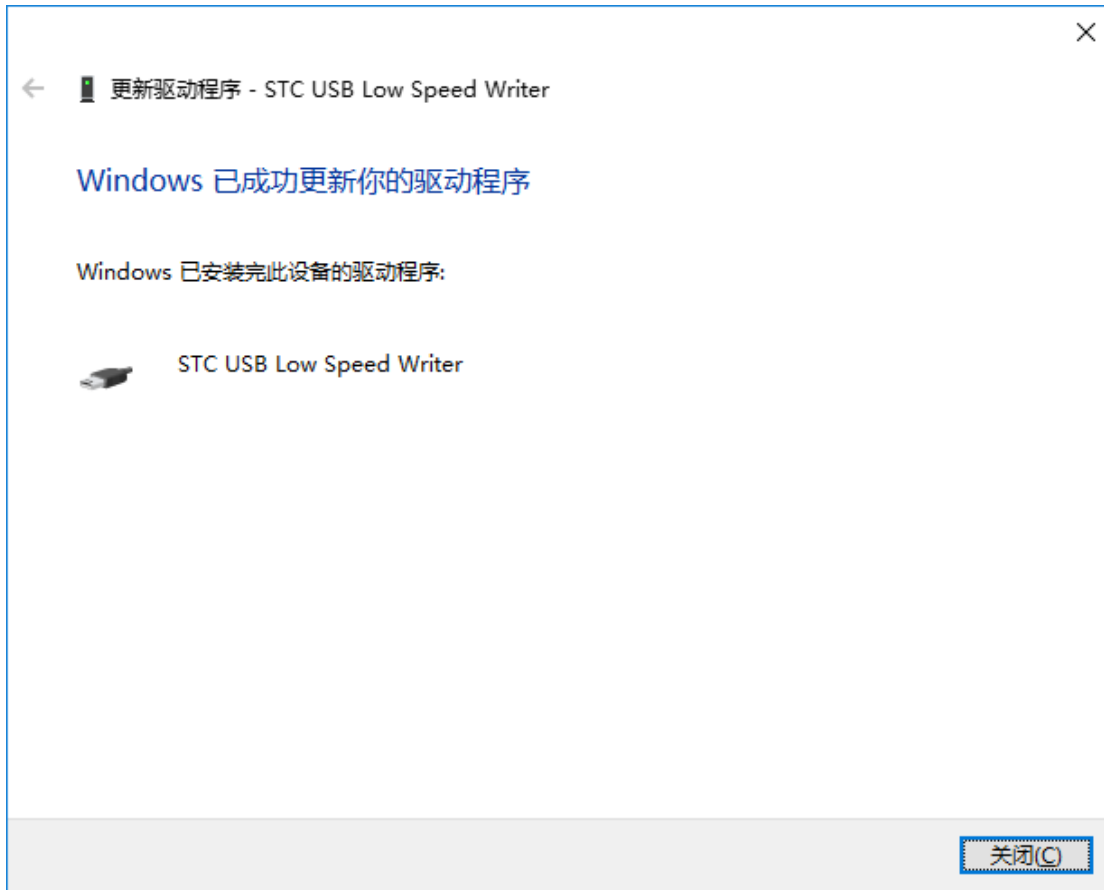 更新驱动程序 - STC USB Low Speed Writer
Windows 已成功更新你的驱动程序
Windows 已安装完此设备的驱动程序:
STC USB Low Speed Writer
关闭(C)